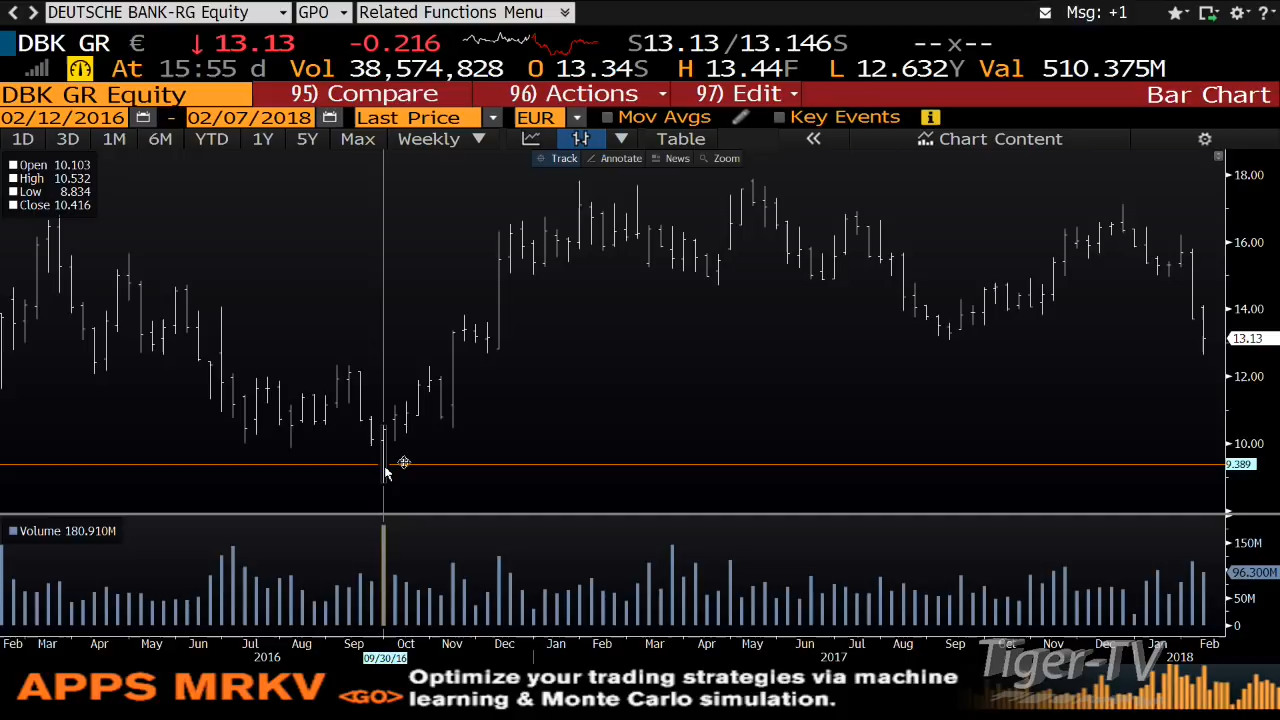 DEUTSCHE BANK-RG Equity GPO Related Functions Menu Msg: +1
DBK GR € ↓ 13.13 -0.216 S13.13/13.146S --x--
At 15:55 d Vol 38,574,828 O 13.34S H 13.44F L 12.632Y Val 510.375M
DBK GR Equity 95) Compare 96) Actions 97) Edit Bar Chart
02/12/2016 - 02/07/2018 Last Price EUR Mov Avgs Key Events i
1D 3D 1M 6M YTD 1Y 5Y Max Weekly Table « Chart Content
Track Annotate News Zoom
Open 10.103
High 10.532
Low 8.834
Close 10.416
18.00
16.00
14.00
13.13
12.00
10.00
9.389
Volume 180.910M
150M
96.300M
50M
0
Feb Mar Apr May Jun Jul Aug Sep Oct Nov Dec Jan Feb Mar Apr May Jun Jul Aug Sep Oct Nov Dec Jan Feb
2016 09/30/16 2017 2018
Tiger-TV
APPS MRKV <GO> Optimize your trading strategies via machine
learning & Monte Carlo simulation.